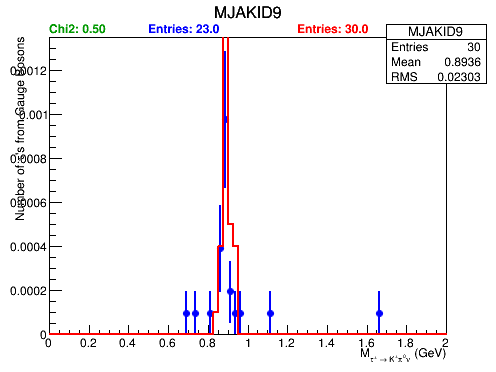 MJAKID9
Chi2: 0.50 Entries: 23.0 Entries: 30.0
MJAKID9
Entries 30
Mean 0.8936
RMS 0.02303
Number of τ's from Gauge Bosons
0.0012
0.001
0.0008
0.0006
0.0004
0.0002
0
0 0.2 0.4 0.6 0.8 1 1.2 1.4 1.6 1.8 2
M τ⁺ → K⁺π⁰ν (GeV)